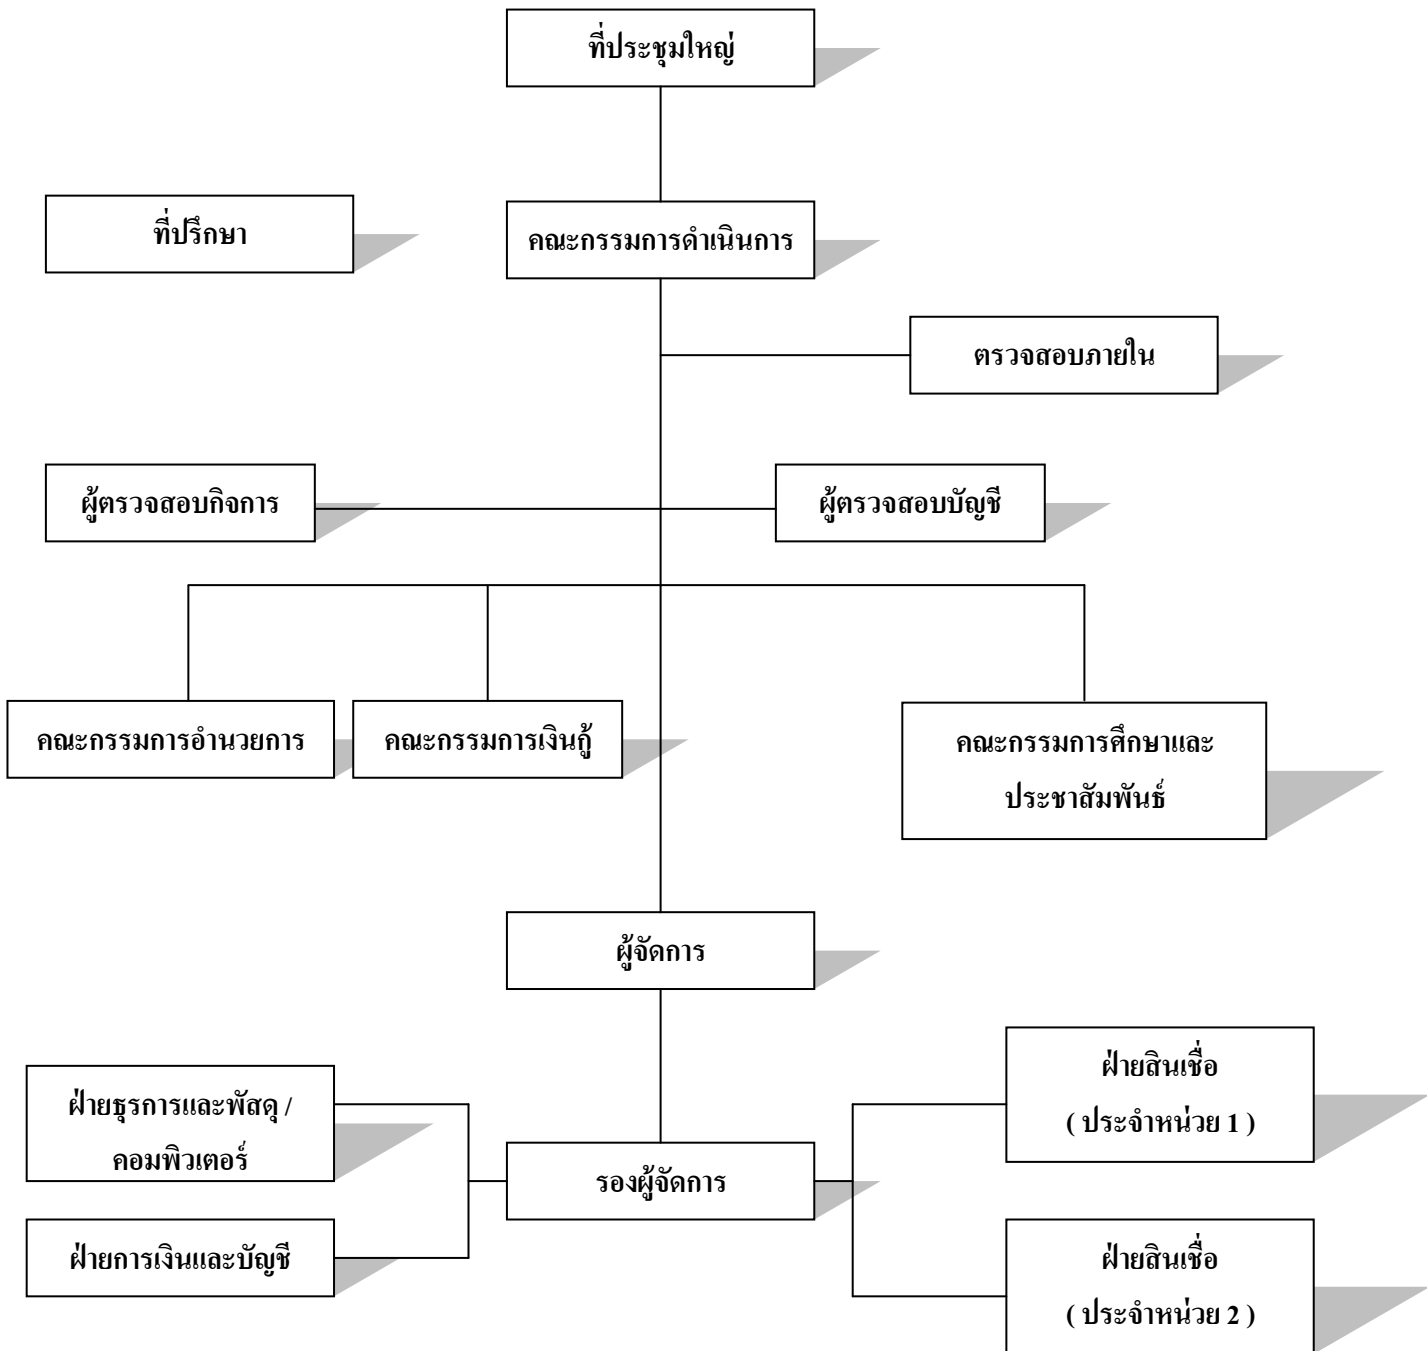 ที่ประชุมใหญ่
ที่ปรึกษา
คณะกรรมการดำเนินการ
ตรวจสอบภายใน
ผู้ตรวจสอบกิจการ
ผู้ตรวจสอบบัญชี
คณะกรรมการอำนวยการ
คณะกรรมการเงินกู้
คณะกรรมการศึกษาและ
ประชาสัมพันธ์
ผู้จัดการ
ฝ่ายธุรการและพัสดุ /
คอมพิวเตอร์
รองผู้จัดการ
ฝ่ายการเงินและบัญชี
ฝ่ายสินเชื่อ
( ประจำหน่วย 1 )
ฝ่ายสินเชื่อ
( ประจำหน่วย 2 )